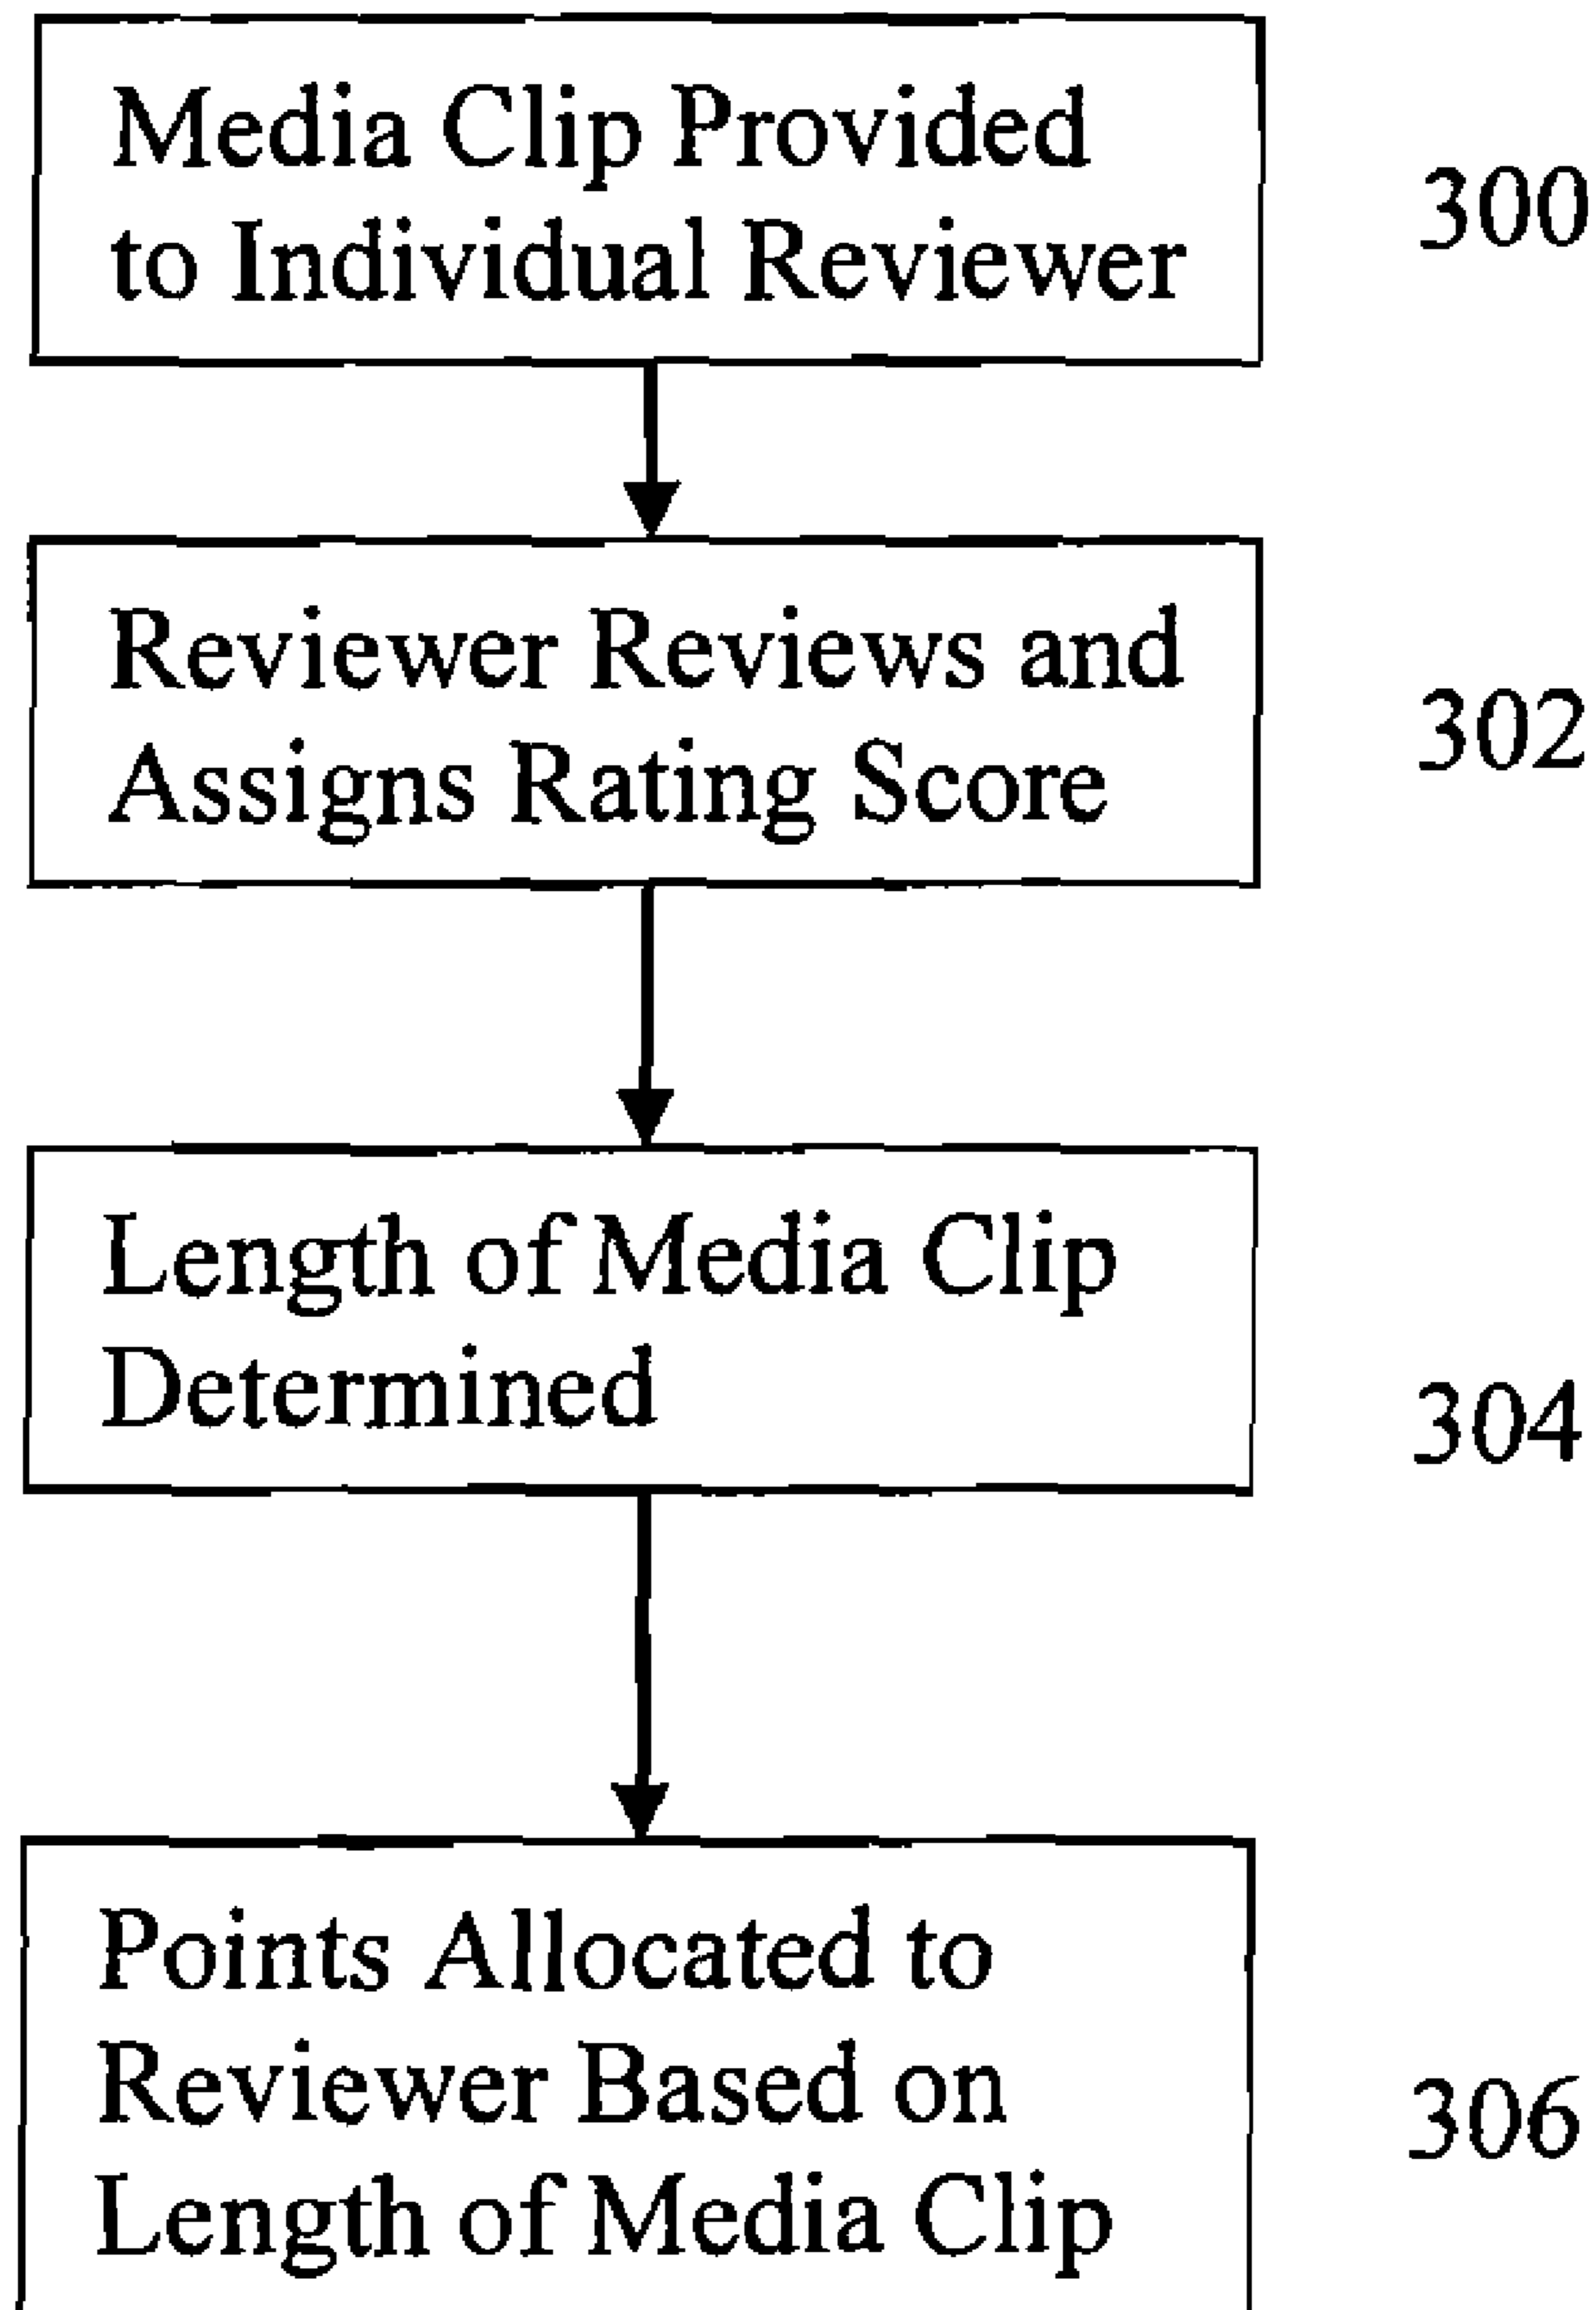 Media Clip Provided
to Individual Reviewer
300
Reviewer Reviews and
Assigns Rating Score
302
Length of Media Clip
Determined
304
Points Allocated to
Reviewer Based on
Length of Media Clip
306